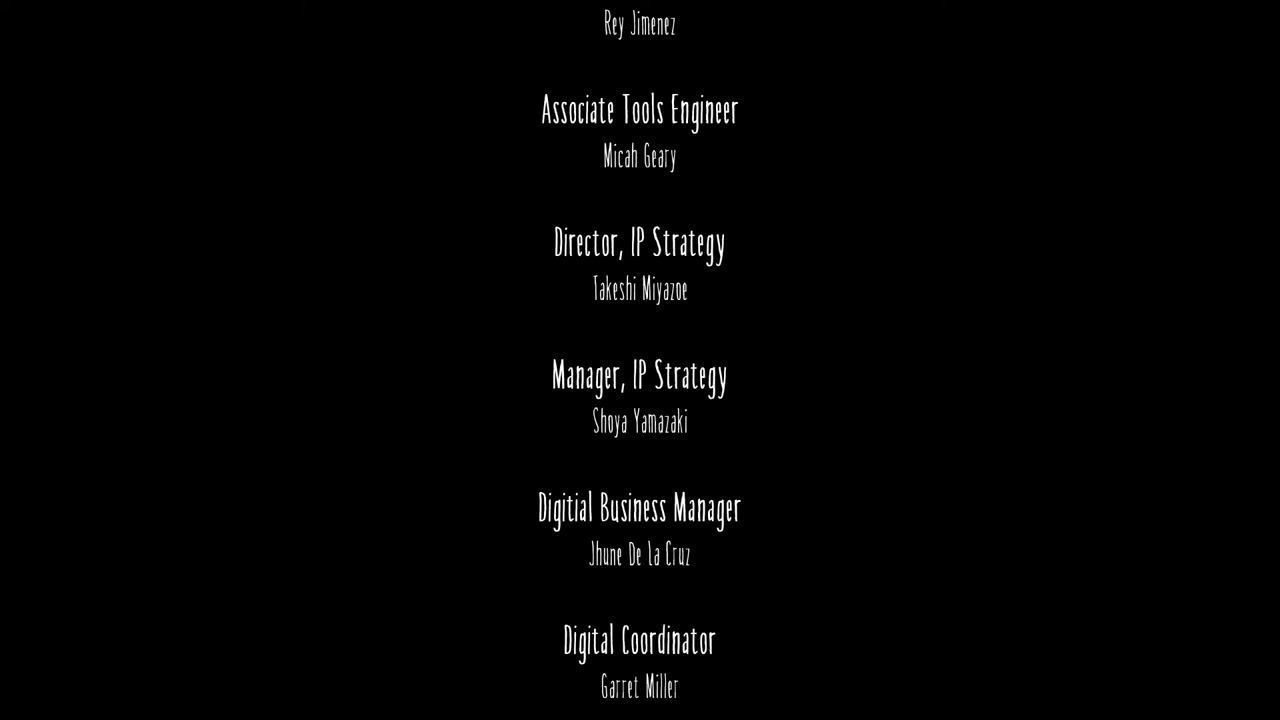 Rey Jimenez
Associate Tools Engineer
Micah Geary
Director, IP Strategy
Takeshi Miyazoe
Manager, IP Strategy
Shoya Yamazaki
Digitial Business Manager
Jhune De La Cruz
Digital Coordinator
Garret Miller